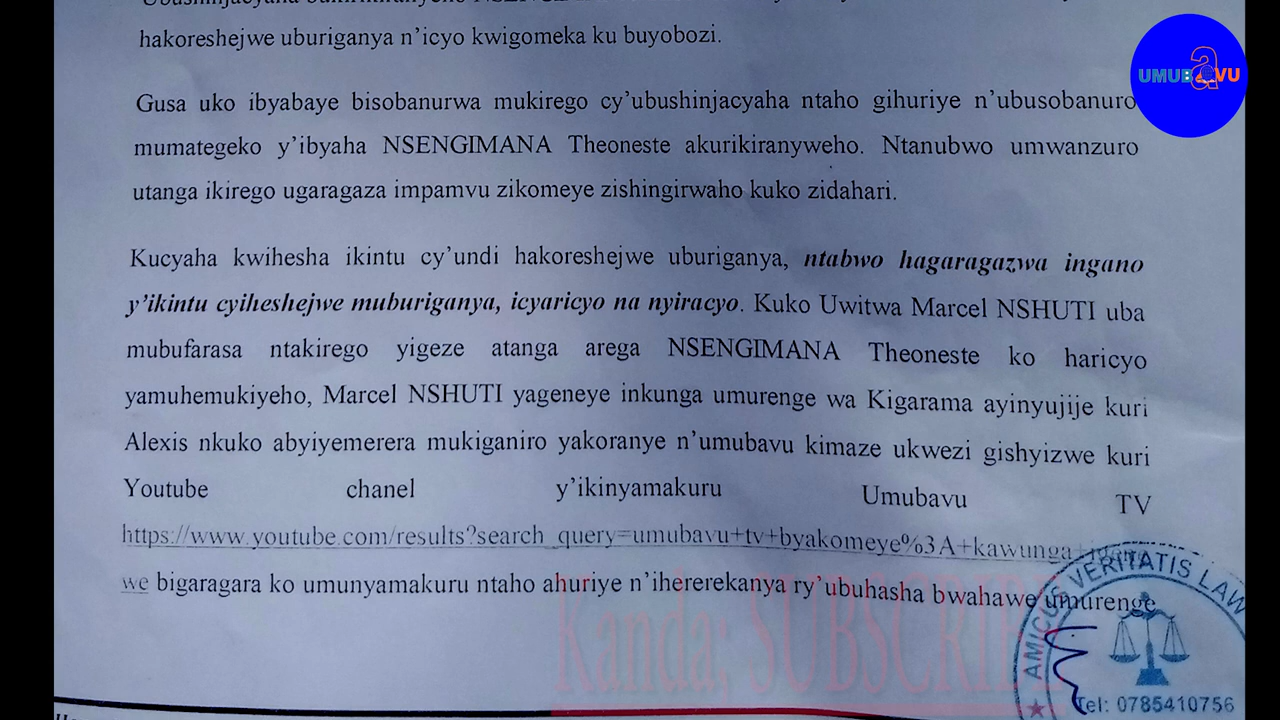 hakoreshejwe uburiganya n'icyo kwigomeka ku buyobozi.
UMUBAVU
a
Gusa uko ibyabaye bisobanurwa mukirego cy'ubushinjacyaha ntaho gihuriye n'ubusobanuro
mumategeko y'ibyaha NSENGIMANA Theoneste akurikiranyweho. Ntanubwo umwanzuro
utanga ikirego ugaragaza impamvu zikomeye zishingirwaho kuko zidahari.
Kucyaha kwihesha ikintu cy'undi hakoreshejwe uburiganya, ntabwo hagaragazwa ingano
y'ikintu cyiheshejwe muburiganya, icyaricyo na nyiracyo. Kuko Uwitwa Marcel NSHUTI uba
mubufarasa ntakirego yigeze atanga arega NSENGIMANA Theoneste ko haricyo
yamuhemukiyeho, Marcel NSHUTI yageneye inkunga umurenge wa Kigarama ayinyujije kuri
Alexis nkuko abyiyemerera mukiganiro yakoranye n'umubavu kimaze ukwezi gishyizwe kuri
Youtube chanel y'ikinyamakuru Umubavu TV
https://www.youtube.com/results?search_query=umubavu+tv+byakomeye%3A+kawunga+
we bigaragara ko umunyamakuru ntaho ahuriye n'ihererekanya ry'ubuhasha bwahawe umurenge
Kanda; SUBSCRIBE
AMICUS VERITATIS LAW
Tel: 0785410756